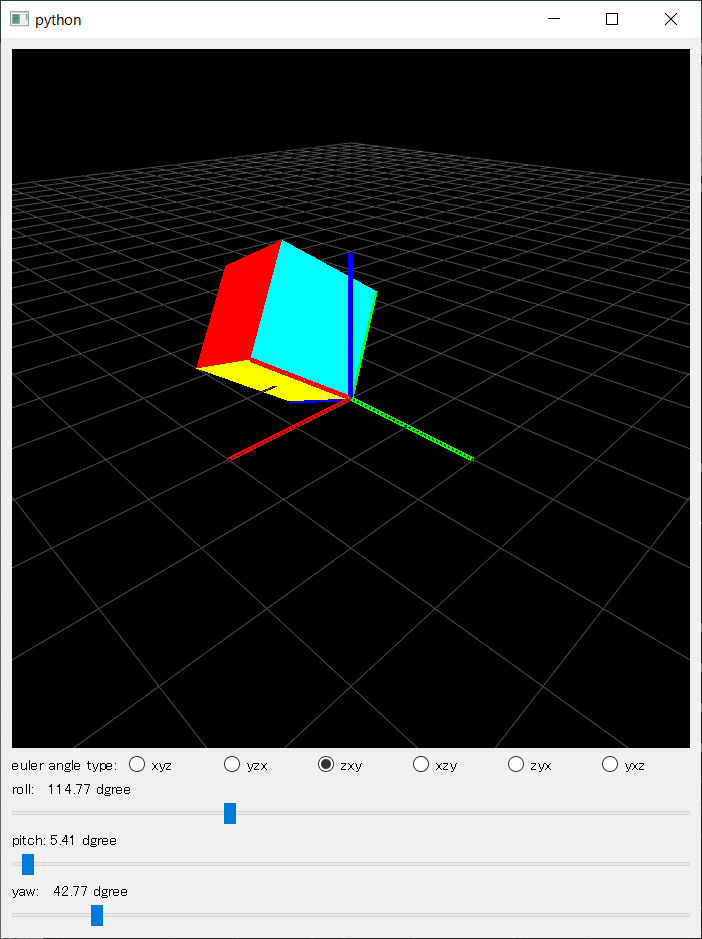 python
euler angle type: xyz yzx zxy xzy zyx yxz
roll: 114.77 dgree
pitch: 5.41 dgree
yaw: 42.77 dgree